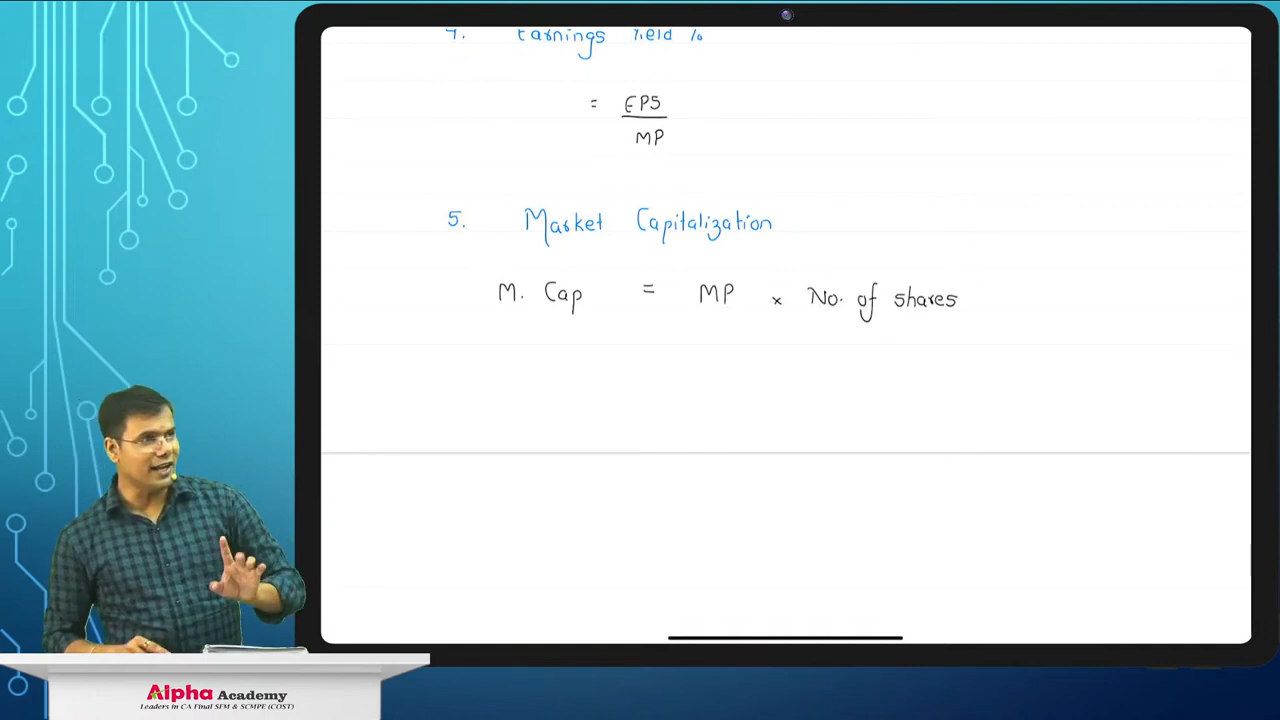 4. Earnings Yield %
= EPS
MP
5. Market Capitalization
M. Cap = MP × No. of shares
Alpha Academy
Leaders in CA Final SFM & SCMPE (COST)